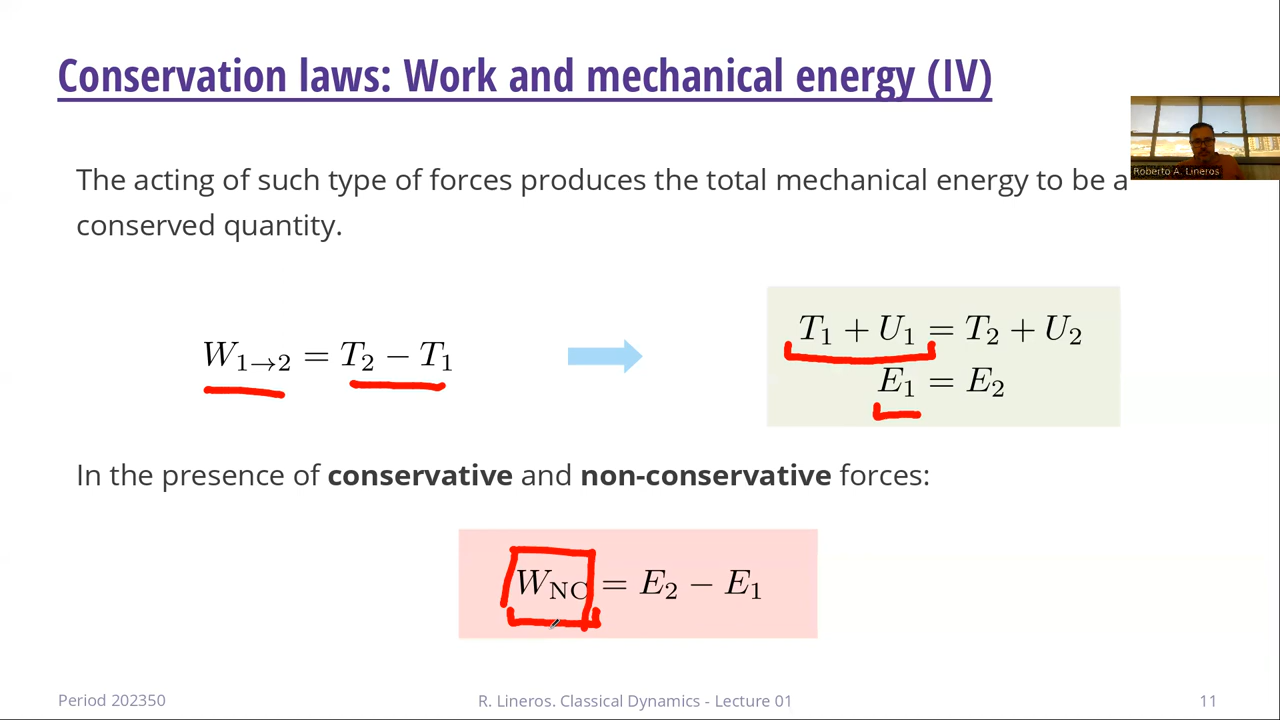 Conservation laws: Work and mechanical energy (IV)
Roberto A. Lineros
The acting of such type of forces produces the total mechanical energy to be a
conserved quantity.
W₁→₂ = T₂ − T₁
T₁ + U₁ = T₂ + U₂
E₁ = E₂
In the presence of conservative and non-conservative forces:
W_NC = E₂ − E₁
Period 202350
R. Lineros. Classical Dynamics - Lecture 01
11